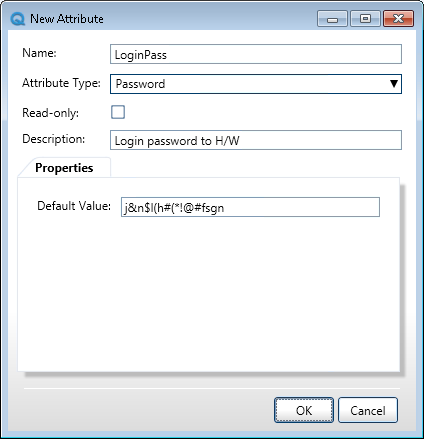 New Attribute
Name: LoginPass
Attribute Type: Password
Read-only:
Description: Login password to H/W
Properties
Default Value: j&n$l(h#(*!@#fsgn
OK Cancel